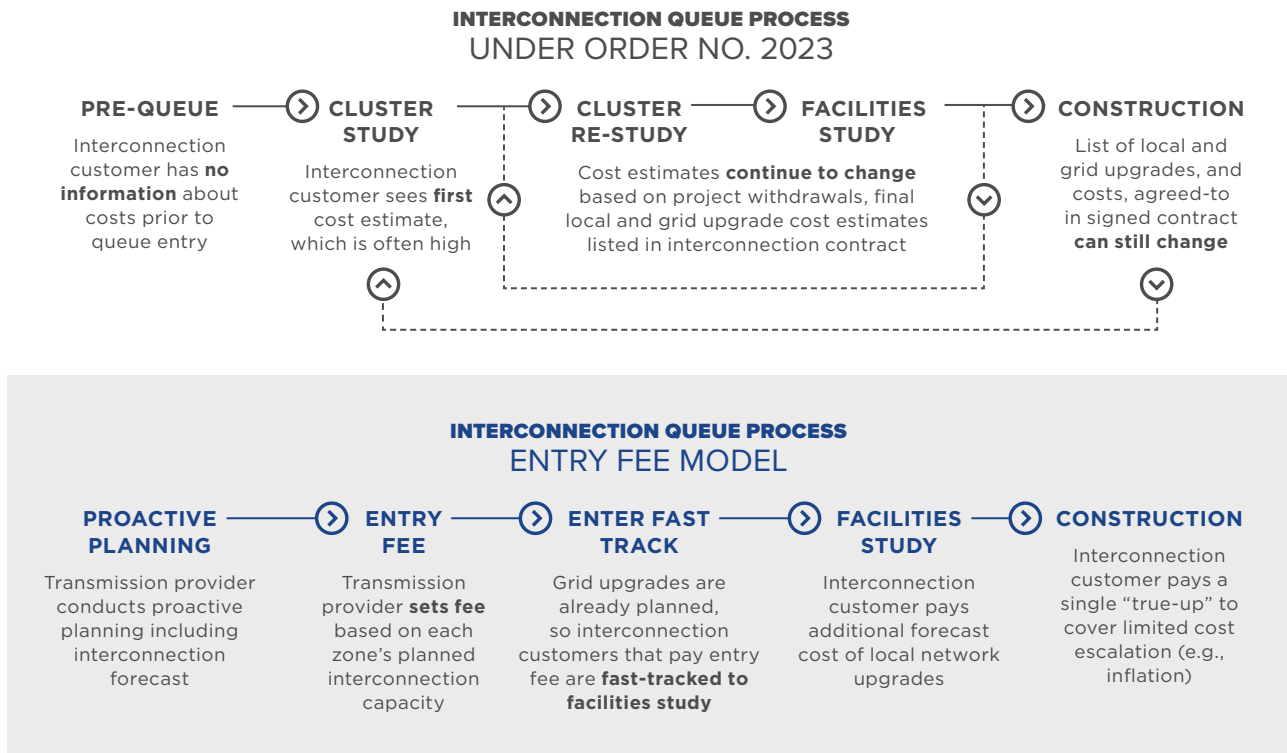 INTERCONNECTION QUEUE PROCESS
UNDER ORDER NO. 2023
PRE-QUEUE
Interconnection
customer has no
information about
costs prior to
queue entry
CLUSTER
STUDY
Interconnection
customer sees first
cost estimate,
which is often high
CLUSTER
RE-STUDY
FACILITIES
STUDY
Cost estimates continue to change
based on project withdrawals, final
local and grid upgrade cost estimates
listed in interconnection contract
CONSTRUCTION
List of local and
grid upgrades, and
costs, agreed-to
in signed contract
can still change
INTERCONNECTION QUEUE PROCESS
ENTRY FEE MODEL
PROACTIVE
PLANNING
Transmission provider
conducts proactive
planning including
interconnection
forecast
ENTRY
FEE
Transmission
provider sets fee
based on each
zone’s planned
interconnection
capacity
ENTER FAST
TRACK
Grid upgrades are
already planned,
so interconnection
customers that pay entry
fee are fast-tracked to
facilities study
FACILITIES
STUDY
Interconnection
customer pays
additional forecast
cost of local network
upgrades
CONSTRUCTION
Interconnection
customer pays a
single “true-up” to
cover limited cost
escalation (e.g.,
inflation)